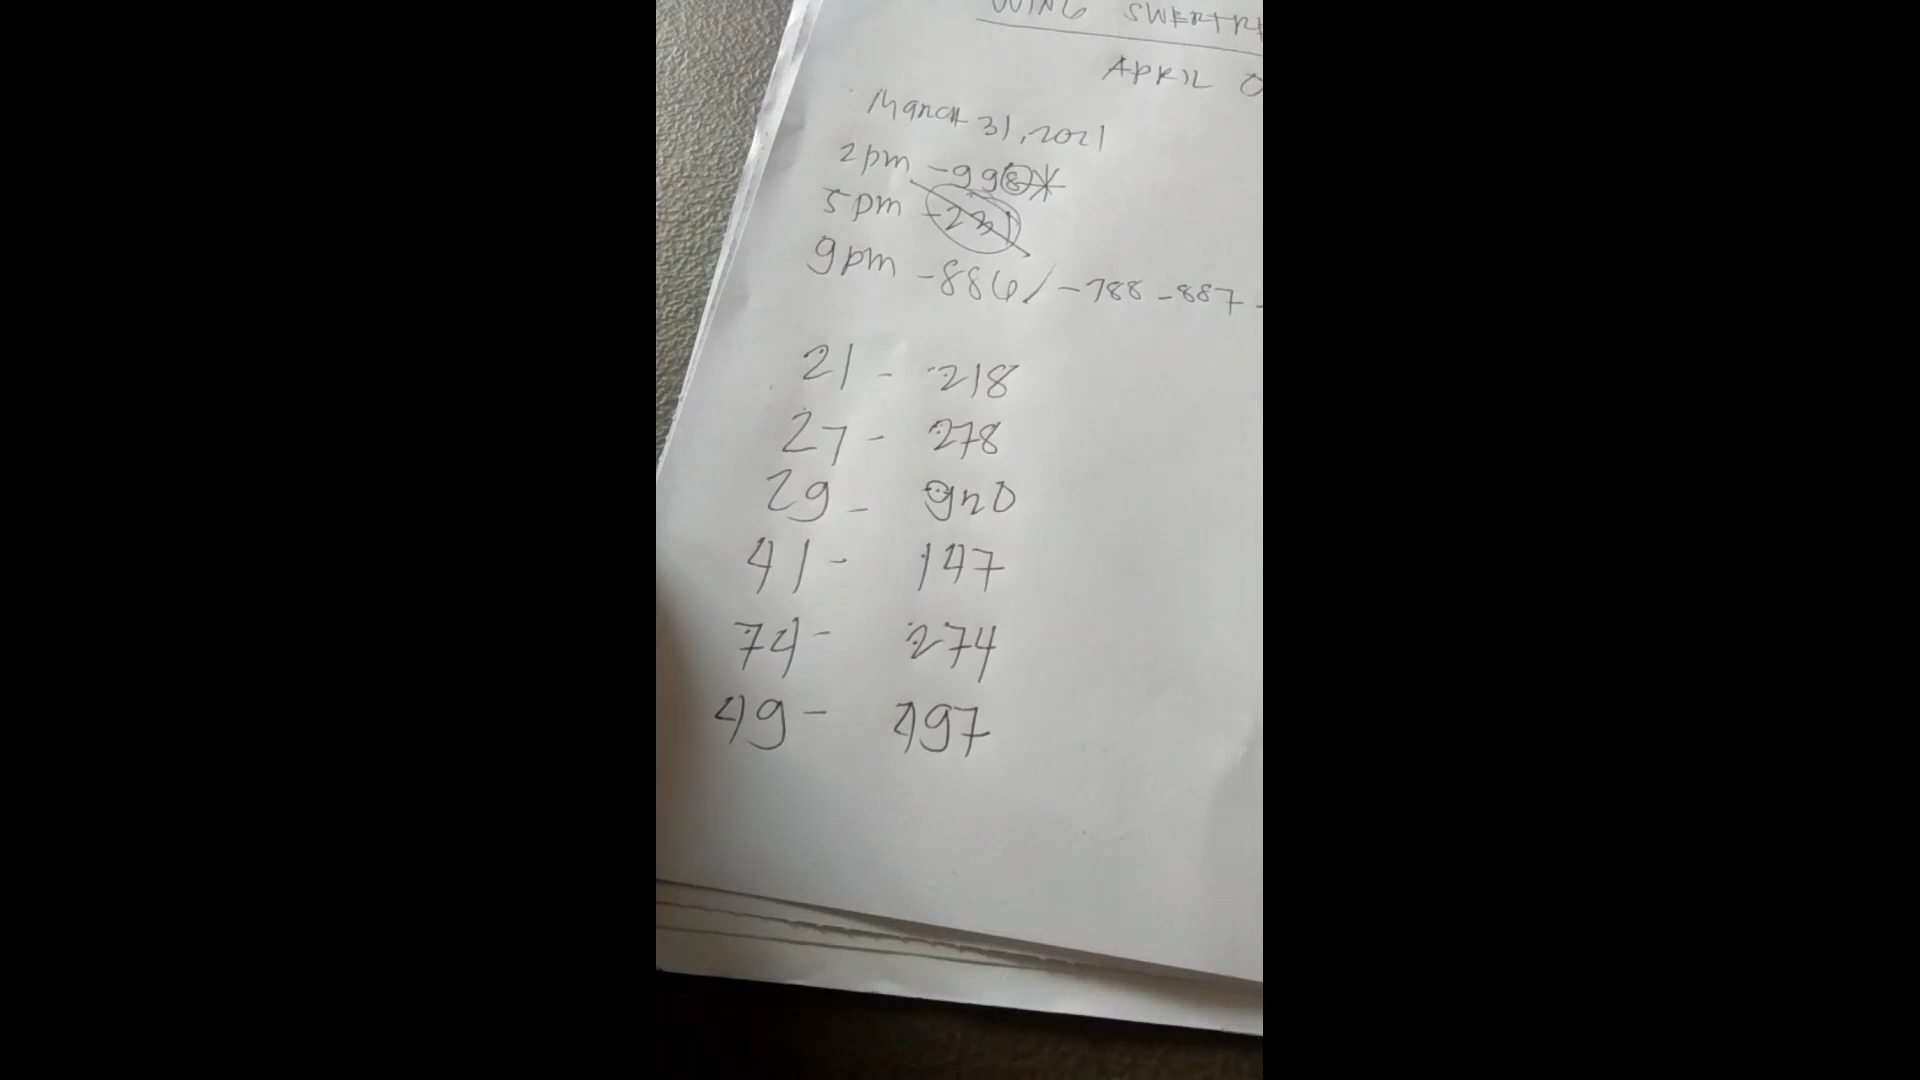 APRIL 0
March 31, 2021
2pm - 998*
5pm - 231
9pm - 886/ - 788 - 887 -
21 - 218
27 - 278
29 - 920
41 - 147
74 - 274
49 - 497